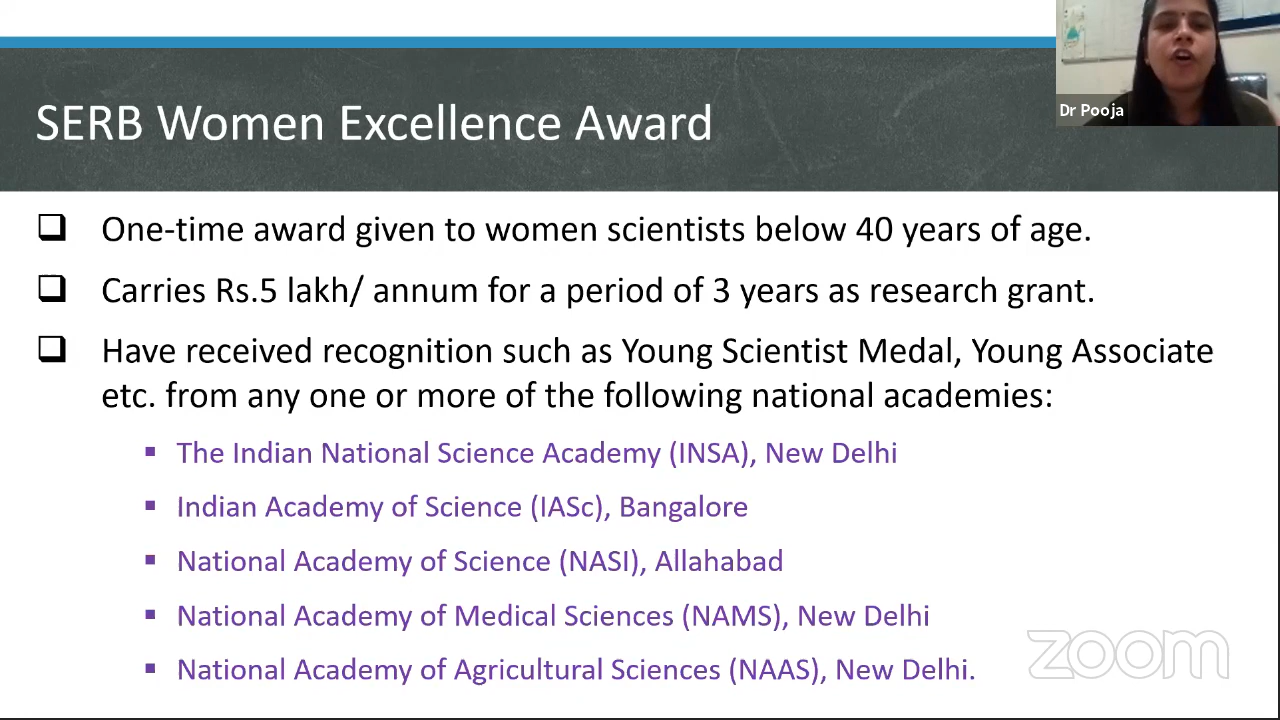 SERB Women Excellence Award
Dr Pooja
❑ One-time award given to women scientists below 40 years of age.
❑ Carries Rs.5 lakh/ annum for a period of 3 years as research grant.
❑ Have received recognition such as Young Scientist Medal, Young Associate
etc. from any one or more of the following national academies:
▪ The Indian National Science Academy (INSA), New Delhi
▪ Indian Academy of Science (IASc), Bangalore
▪ National Academy of Science (NASI), Allahabad
▪ National Academy of Medical Sciences (NAMS), New Delhi
▪ National Academy of Agricultural Sciences (NAAS), New Delhi.
zoom